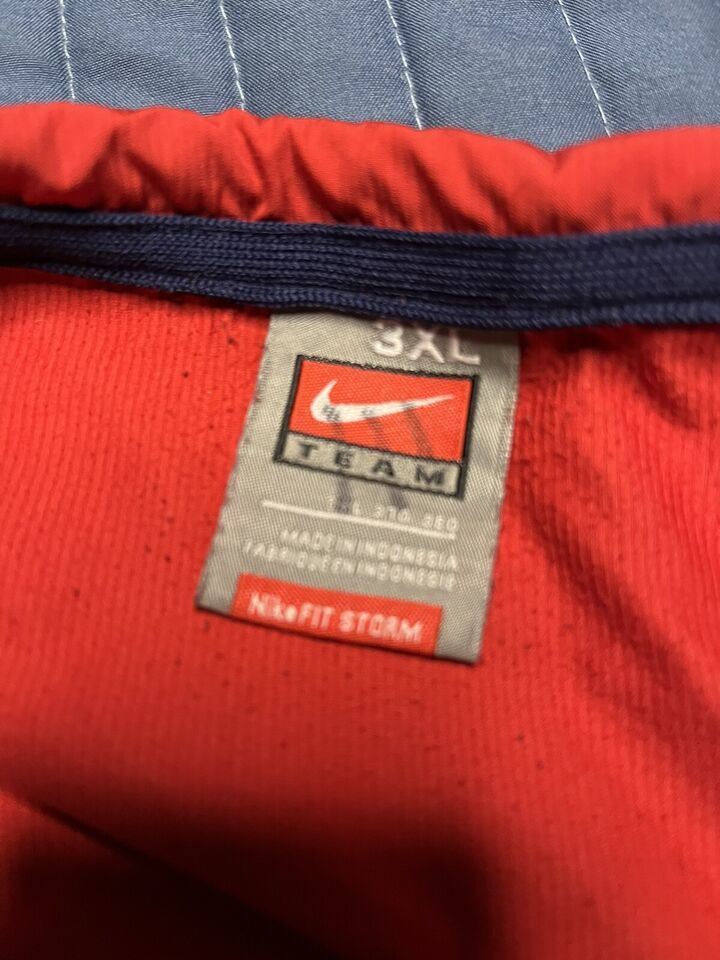 3XL
TEAM
MADE IN INDONESIA
FABRIQUE EN INDONESIE
NikeFIT STORM